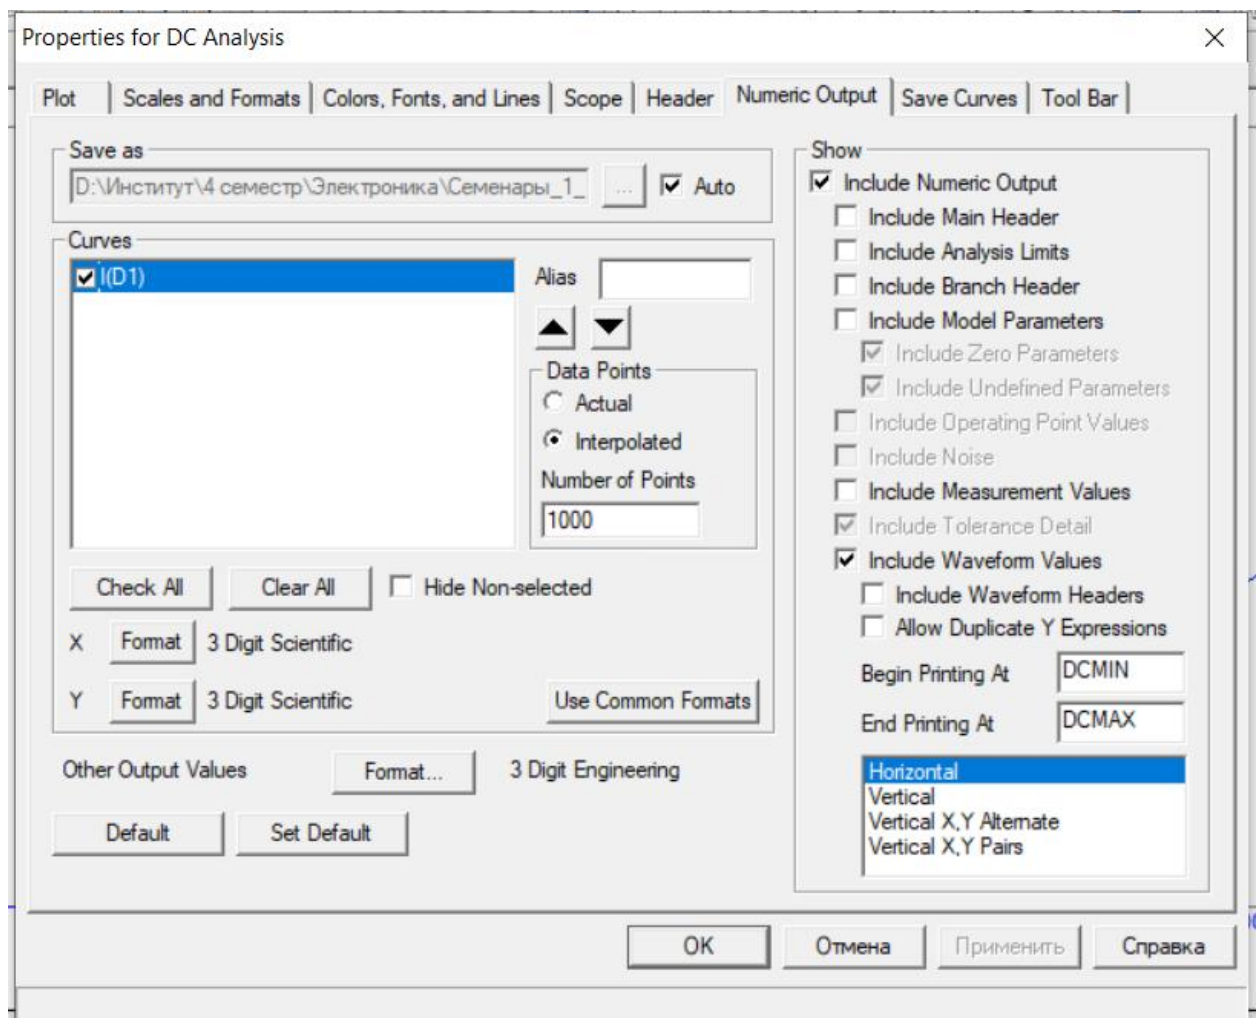 Properties for DC Analysis
Plot
Scales and Formats
Colors, Fonts, and Lines
Scope
Header
Numeric Output
Save Curves
Tool Bar
Save as
D:\Институт\4 семестр\Электроника\Семенары_1_
...
Auto
Curves
I(D1)
Alias
Data Points
Actual
Interpolated
Number of Points
1000
Check All
Clear All
Hide Non-selected
X
Format
3 Digit Scientific
Y
Format
3 Digit Scientific
Use Common Formats
Other Output Values
Format...
3 Digit Engineering
Default
Set Default
Show
Include Numeric Output
Include Main Header
Include Analysis Limits
Include Branch Header
Include Model Parameters
Include Zero Parameters
Include Undefined Parameters
Include Operating Point Values
Include Noise
Include Measurement Values
Include Tolerance Detail
Include Waveform Values
Include Waveform Headers
Allow Duplicate Y Expressions
Begin Printing At
DCMIN
End Printing At
DCMAX
Horizontal
Vertical
Vertical X,Y Alternate
Vertical X,Y Pairs
OK
Отмена
Применить
Справка